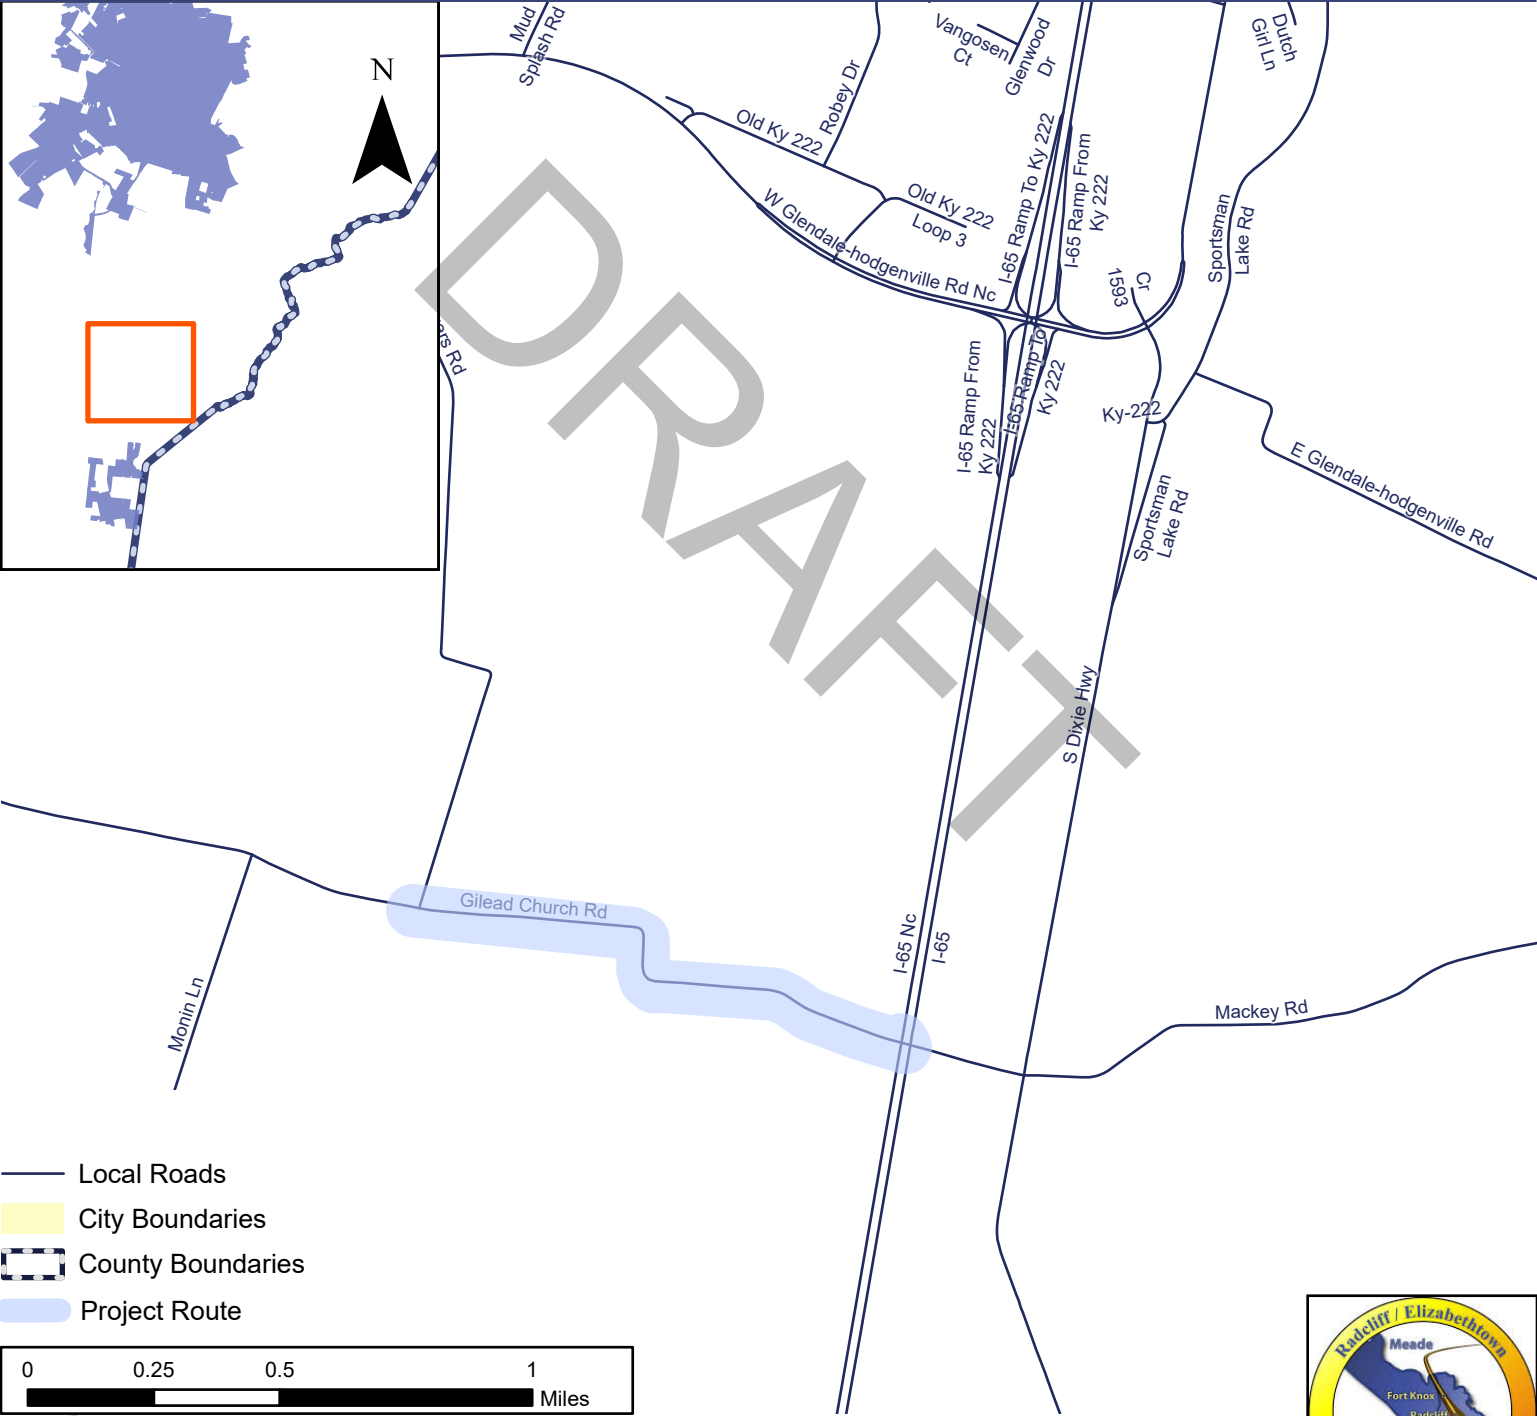 N
Mud
Splash Rd
Vangosen
Ct
Glenwood
Dr
Dutch
Girl Ln
Robey Dr
Old Ky 222
Old Ky 222
Loop 3
W Glendale-hodgenville Rd Nc
I-65 Ramp To Ky 222
I-65 Ramp From
Ky 222
Sportsman
Lake Rd
Cr
1593
ers Rd
I-65 Ramp From
Ky 222
I-65 Ramp To
Ky 222
Ky-222
E Glendale-hodgenville Rd
Sportsman
Lake Rd
DRAFT
S Dixie Hwy
Gilead Church Rd
I-65 Nc
I-65
Monin Ln
Mackey Rd
Local Roads
City Boundaries
County Boundaries
Project Route
0 0.25 0.5 1
Miles
Radcliff / Elizabethtown
Meade
Fort Knox
Radcliff